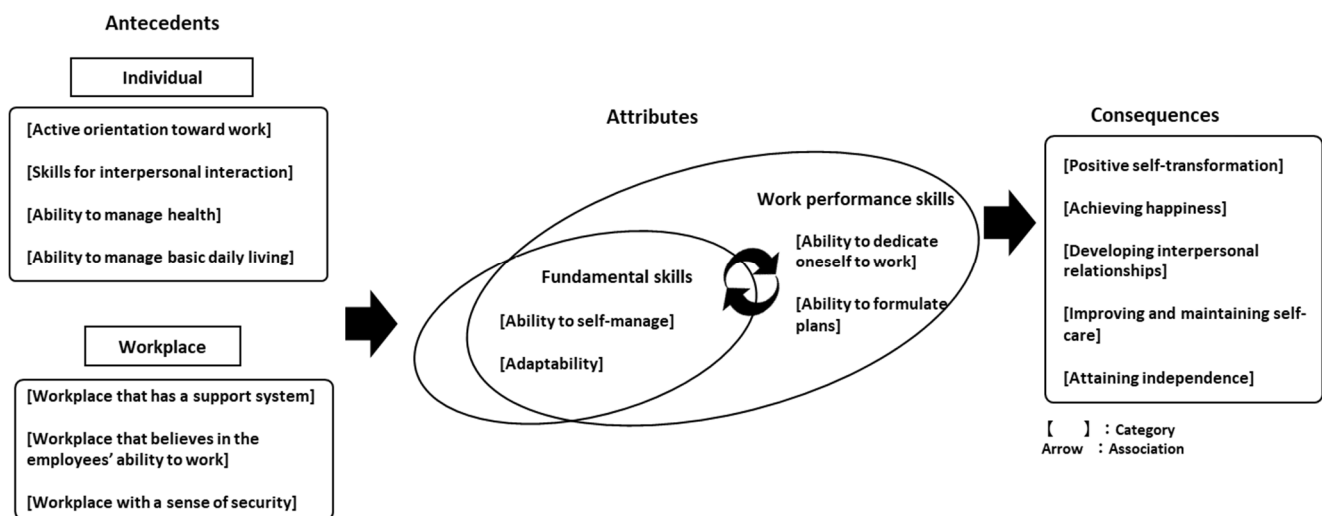 Antecedents
Individual
[Active orientation toward work]
[Skills for interpersonal interaction]
[Ability to manage health]
[Ability to manage basic daily living]
Workplace
[Workplace that has a support system]
[Workplace that believes in the
employees’ ability to work]
[Workplace with a sense of security]
Attributes
Fundamental skills
[Ability to self-manage]
[Adaptability]
Work performance skills
[Ability to dedicate
oneself to work]
[Ability to formulate
plans]
Consequences
[Positive self-transformation]
[Achieving happiness]
[Developing interpersonal
relationships]
[Improving and maintaining self-
care]
[Attaining independence]
【　　】：Category
Arrow ：Association